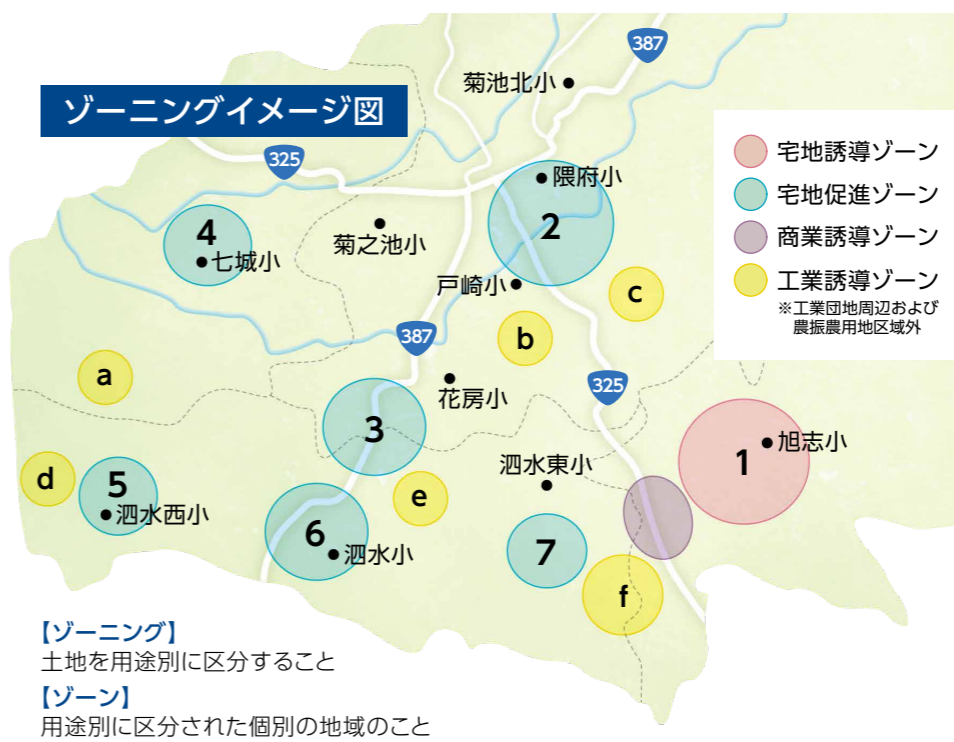 ゾーニングイメージ図
387
菊池北小
325
隈府小
2
4
七城小
菊之池小
戸崎小
c
b
387
a
花房小
325
3
1
旭志小
泗水東小
d
5
泗水西小
e
6
泗水小
7
f
宅地誘導ゾーン
宅地促進ゾーン
商業誘導ゾーン
工業誘導ゾーン
※工業団地周辺および
農振農用地区域外
【ゾーニング】
土地を用途別に区分すること
【ゾーン】
用途別に区分された個別の地域のこと